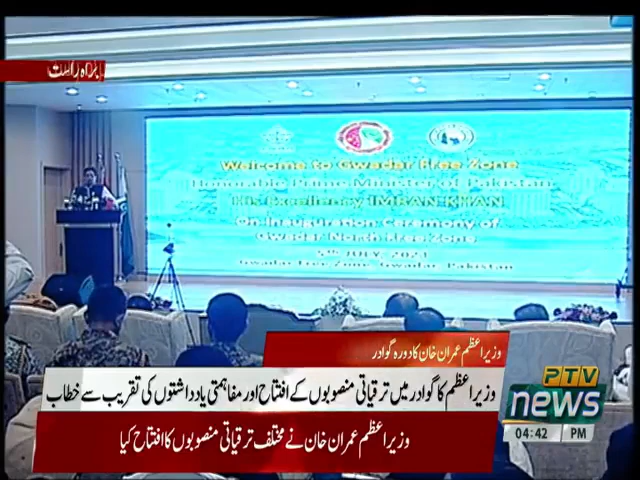 براہ راست
Welcome to Gwadar Free Zone
Honourable Prime Minister of Pakistan
His Excellency IMRAN KHAN
On Inauguration Ceremony of
Gwadar North Free Zone
5th JULY, 2021
Gwadar Free Zone, Gwadar, Pakistan
وزیراعظم عمران خان کا دورہ گوادر
وزیراعظم کا گوادر میں ترقیاتی منصوبوں کے افتتاح اور مفاہمتی یادداشتوں کی تقریب سے خطاب
وزیراعظم عمران خان نے مختلف ترقیاتی منصوبوں کا افتتاح کیا
PTV
news
04:42 PM